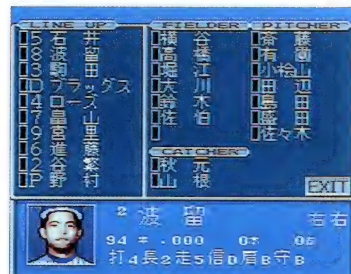 LINE UP
5 石井
8 波留
3 駒田
D ブラッグス
4 ローズ
7 畠山
9 宮里
6 進藤
2 谷繁
P 野村
FIELDER
横谷
高橋
堀江
大川
鈴木
佐伯
CATCHER
秋元
山根
PITCHER
斎藤
有働
小桧山
田辺
島田
盛田
佐々木
EXIT
2 波留 右右
94 .000 0 0
打4長2走5信D肩B守B